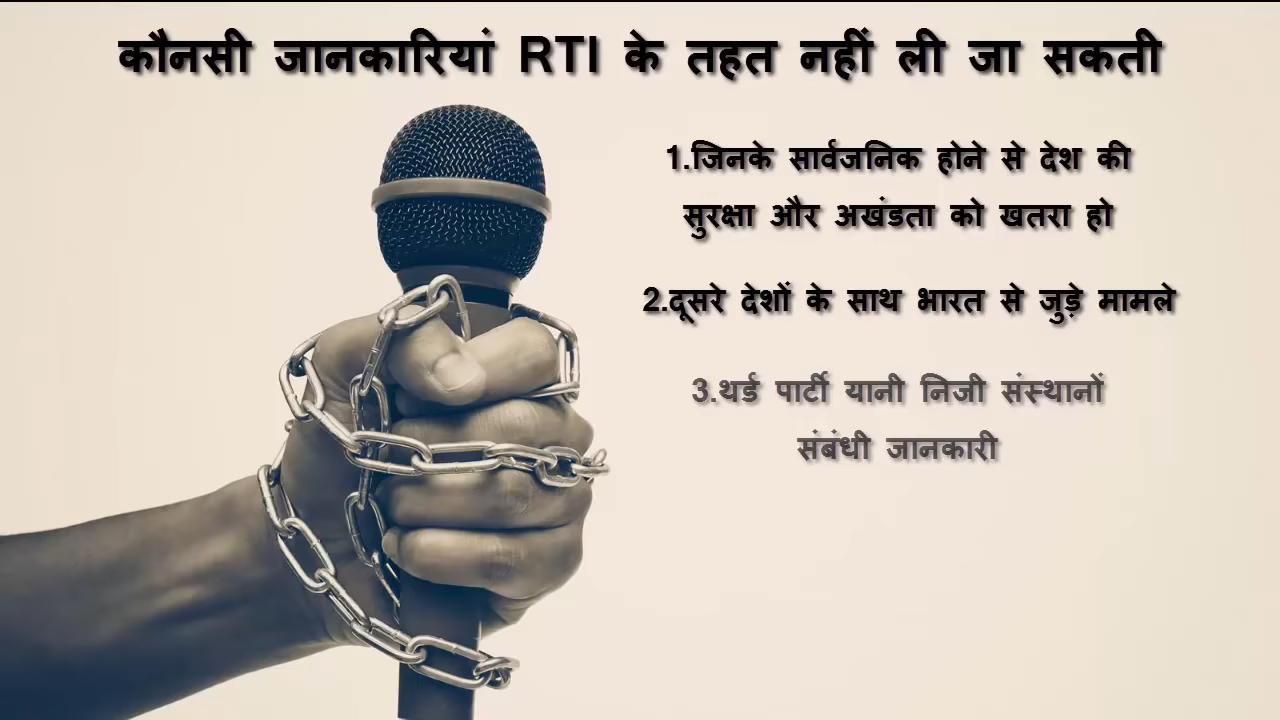 कौनसी जानकारियां RTI के तहत नहीं ली जा सकती
1.जिनके सार्वजनिक होने से देश की
सुरक्षा और अखंडता को खतरा हो
2.दूसरे देशों के साथ भारत से जुड़े मामले
3.थर्ड पार्टी यानी निजी संस्थानों
संबंधी जानकारी